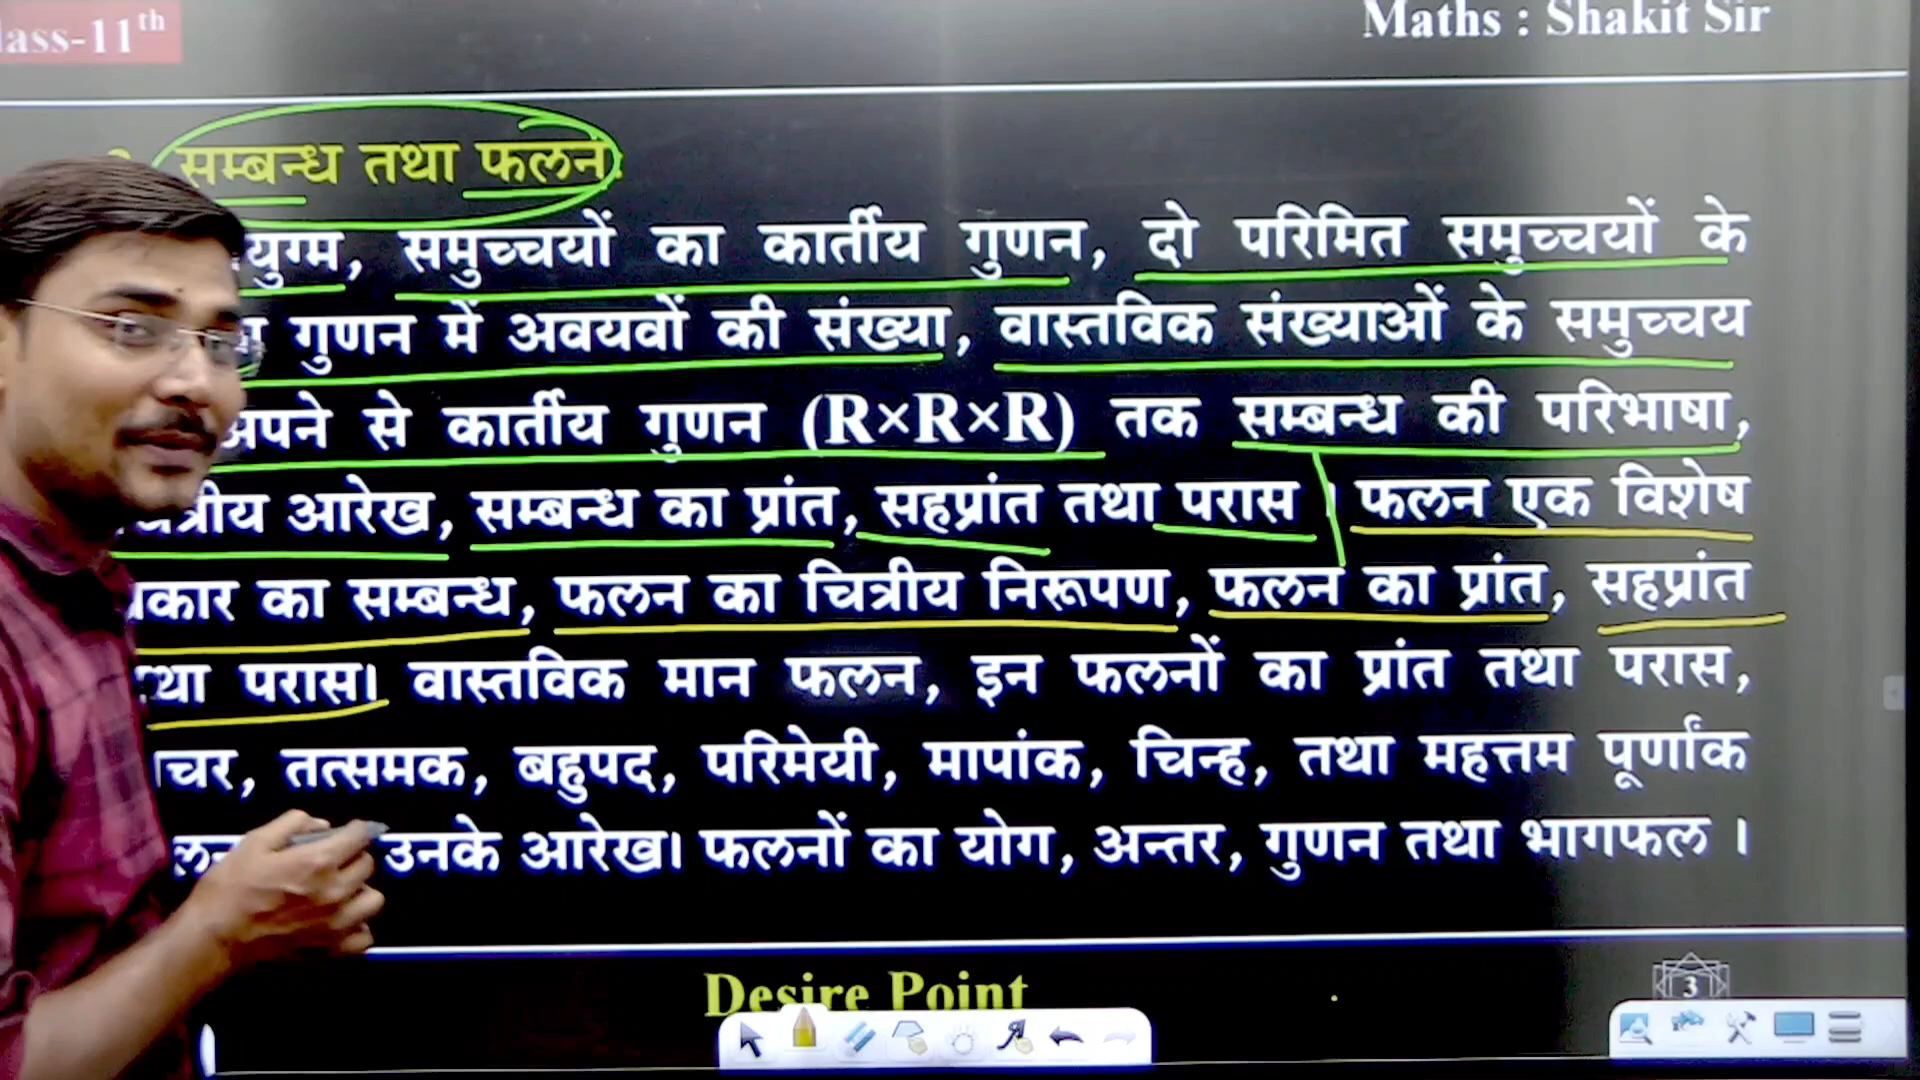 lass-11th
Maths : Shakit Sir
सम्बन्ध तथा फलन:
युग्म, समुच्चयों का कार्तीय गुणन, दो परिमित समुच्चयों के
गुणन में अवयवों की संख्या, वास्तविक संख्याओं के समुच्चय
अपने से कार्तीय गुणन (R×R×R) तक सम्बन्ध की परिभाषा,
आरेख, सम्बन्ध का प्रांत, सहप्रांत तथा परास । फलन एक विशेष
का सम्बन्ध, फलन का चित्रीय निरूपण, फलन का प्रांत, सहप्रांत
परास। वास्तविक मान फलन, इन फलनों का प्रांत तथा परास,
चर, तत्समक, बहुपद, परिमेयी, मापांक, चिन्ह, तथा महत्तम पूर्णांक
उनके आरेख। फलनों का योग, अन्तर, गुणन तथा भागफल ।
Desire Point
3